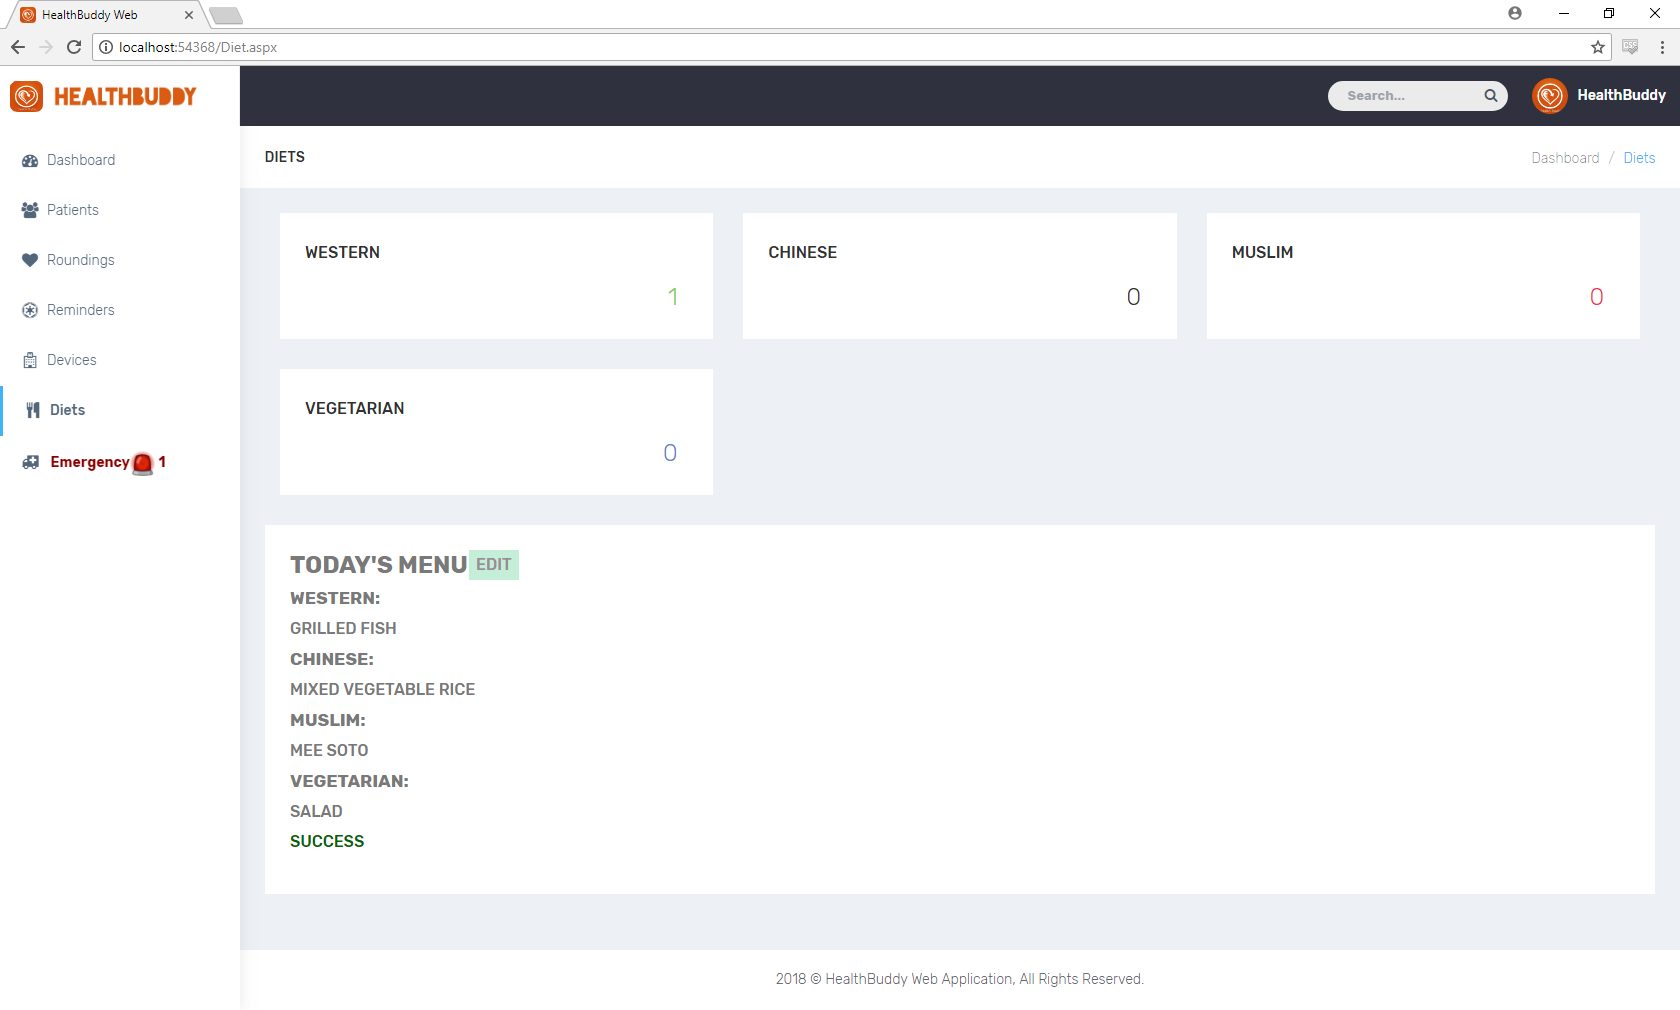 HealthBuddy Web
localhost:54368/Diet.aspx
HEALTHBUDDY
Search...
HealthBuddy
Dashboard
Patients
Roundings
Reminders
Devices
Diets
Emergency 1
DIETS
Dashboard / Diets
WESTERN
1
CHINESE
0
MUSLIM
0
VEGETARIAN
0
TODAY'S MENU EDIT
WESTERN:
GRILLED FISH
CHINESE:
MIXED VEGETABLE RICE
MUSLIM:
MEE SOTO
VEGETARIAN:
SALAD
SUCCESS
2018 © HealthBuddy Web Application, All Rights Reserved.